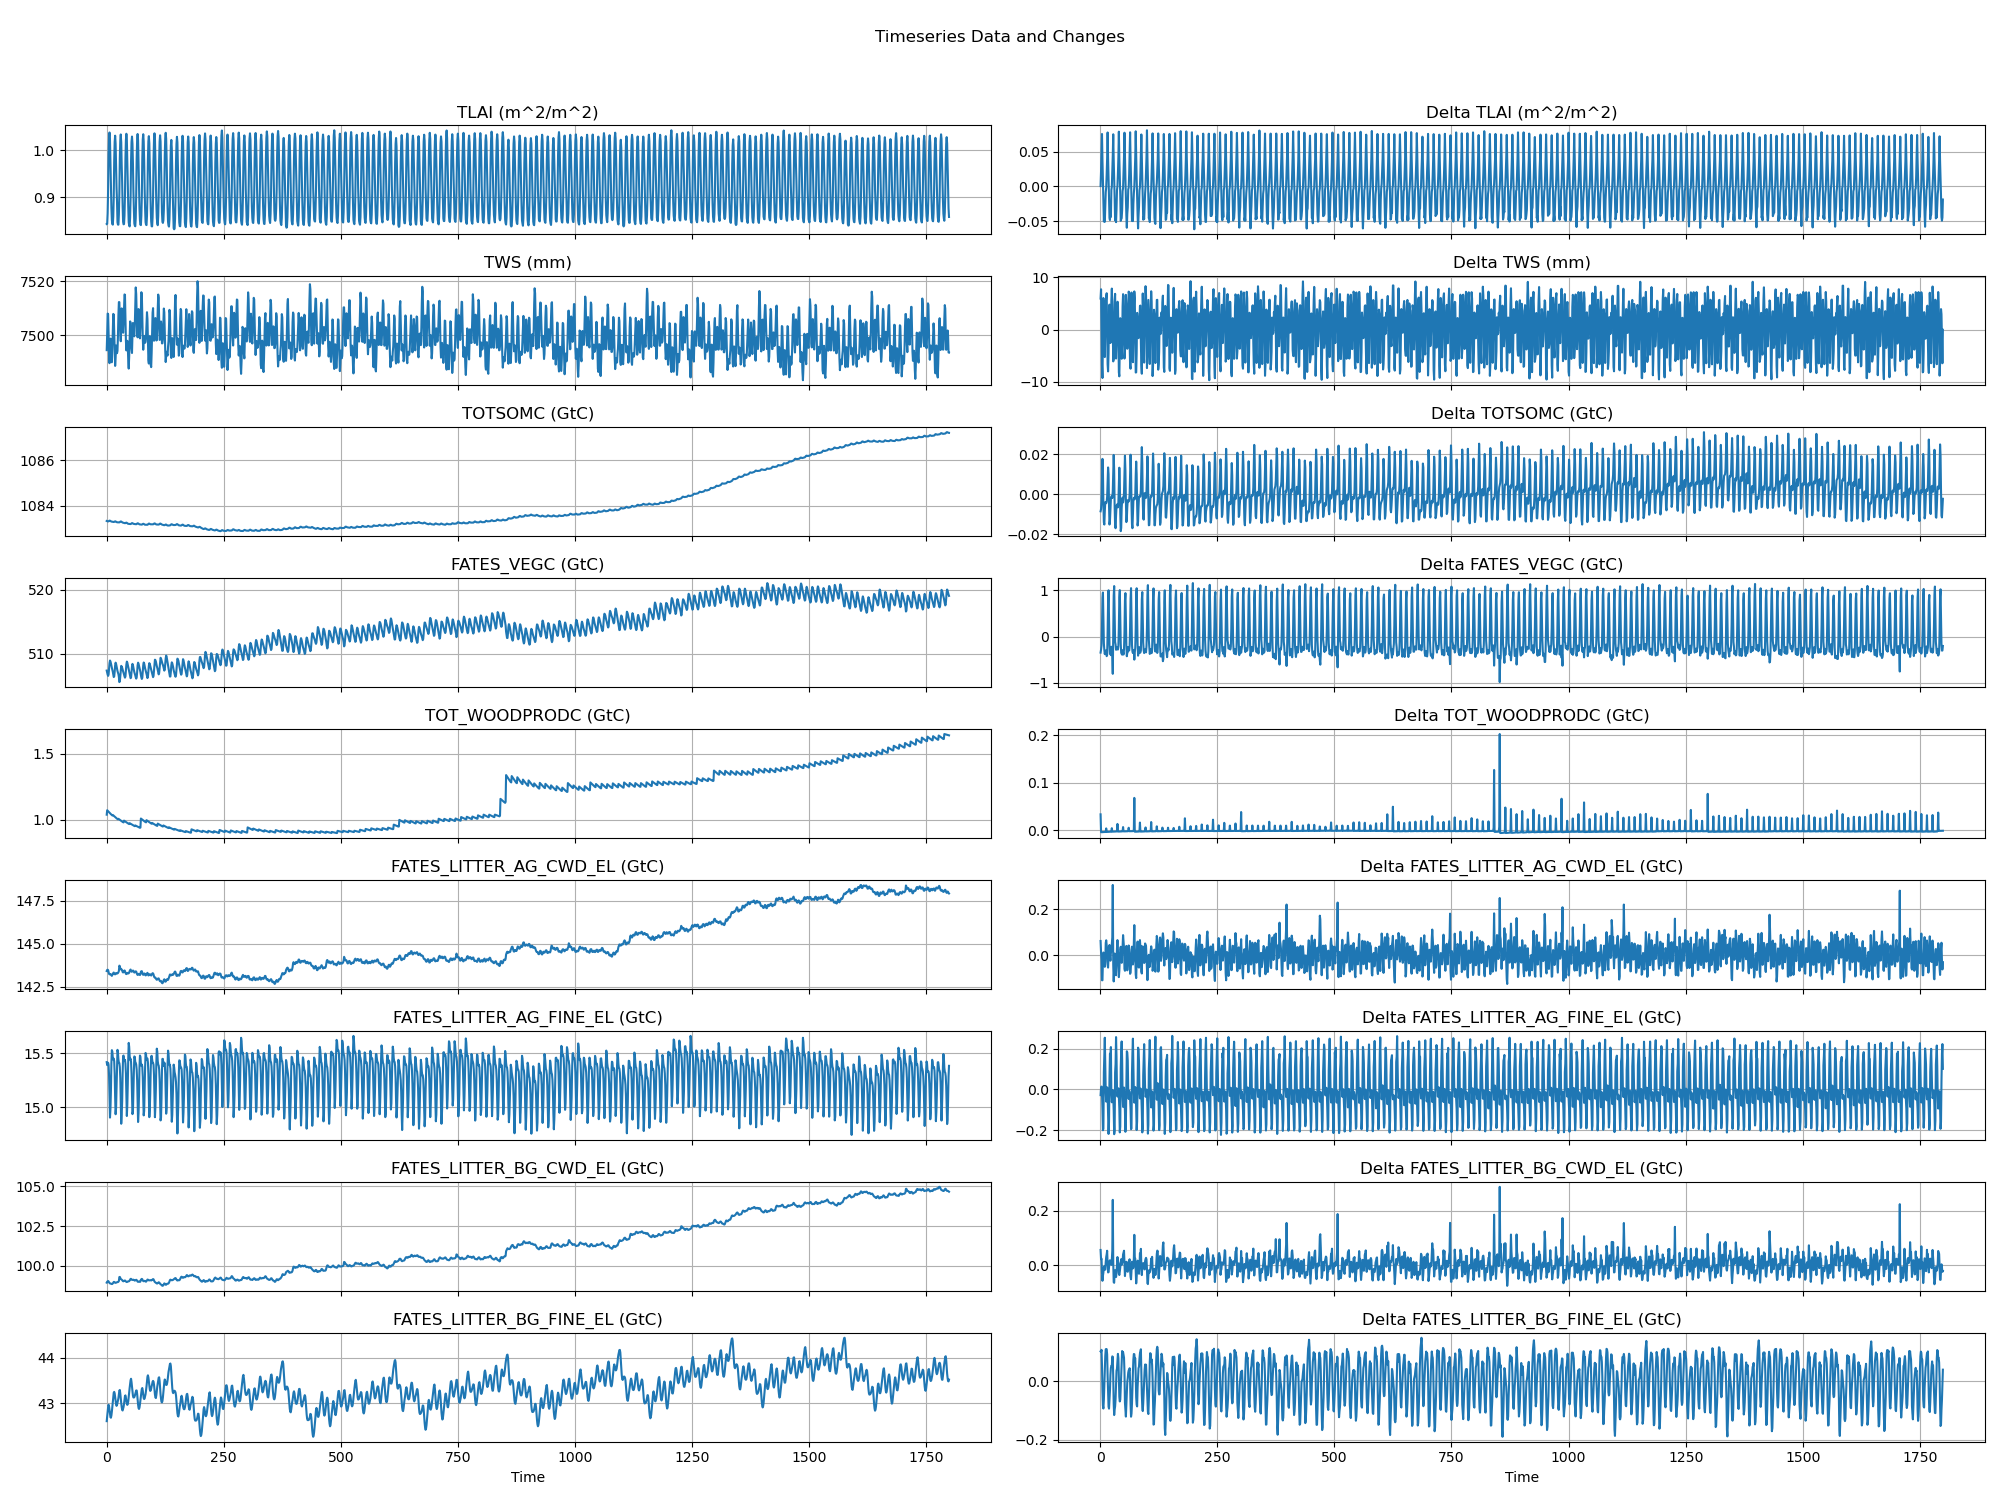 Timeseries Data and Changes
TLAI (m^2/m^2)
1.0
0.9
Delta TLAI (m^2/m^2)
0.05
0.00
−0.05
TWS (mm)
7520
7500
Delta TWS (mm)
10
0
−10
TOTSOMC (GtC)
1086
1084
Delta TOTSOMC (GtC)
0.02
0.00
−0.02
FATES_VEGC (GtC)
520
510
Delta FATES_VEGC (GtC)
1
0
−1
TOT_WOODPRODC (GtC)
1.5
1.0
Delta TOT_WOODPRODC (GtC)
0.2
0.1
0.0
FATES_LITTER_AG_CWD_EL (GtC)
147.5
145.0
142.5
Delta FATES_LITTER_AG_CWD_EL (GtC)
0.2
0.0
FATES_LITTER_AG_FINE_EL (GtC)
15.5
15.0
Delta FATES_LITTER_AG_FINE_EL (GtC)
0.2
0.0
−0.2
FATES_LITTER_BG_CWD_EL (GtC)
105.0
102.5
100.0
Delta FATES_LITTER_BG_CWD_EL (GtC)
0.2
0.0
FATES_LITTER_BG_FINE_EL (GtC)
44
43
0 250 500 750 1000 1250 1500 1750
Time
Delta FATES_LITTER_BG_FINE_EL (GtC)
0.0
−0.2
0 250 500 750 1000 1250 1500 1750
Time